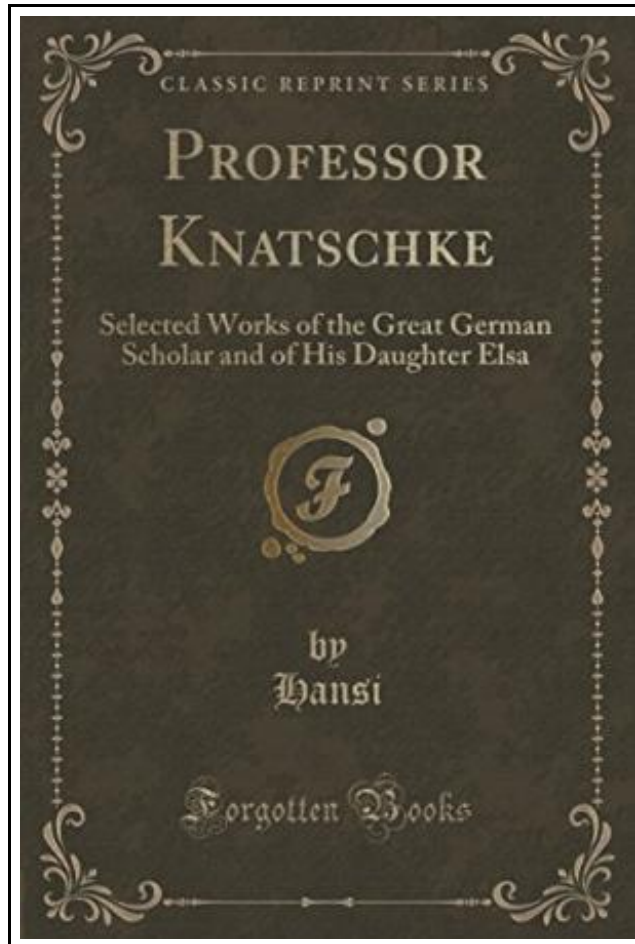 CLASSIC REPRINT SERIES
PROFESSOR
KNATSCHKE
Selected Works of the Great German
Scholar and of His Daughter Elsa
F
by
Hansi
Forgotten Books